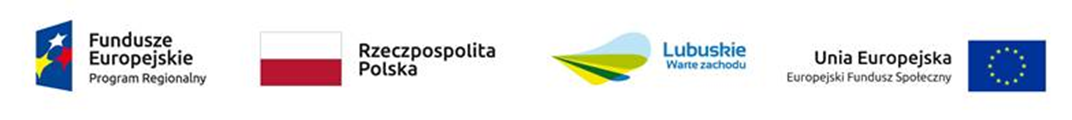 Fundusze
Europejskie
Program Regionalny
Rzeczpospolita
Polska
Lubuskie
Warte zachodu
Unia Europejska
Europejski Fundusz Społeczny